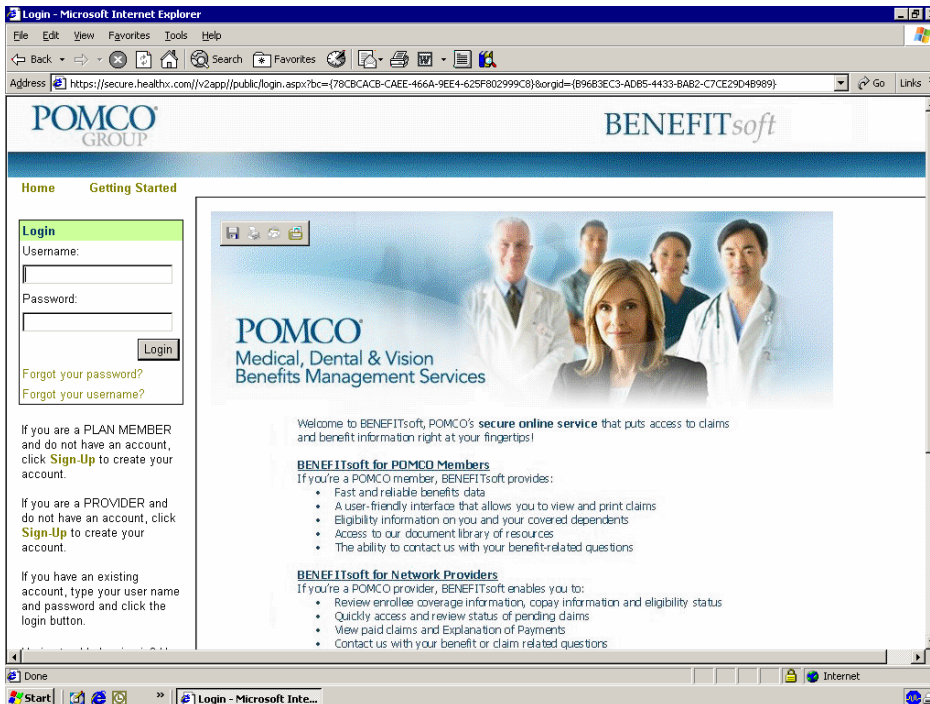 Login - Microsoft Internet Explorer
File Edit View Favorites Tools Help
Back Search Favorites
Address https://secure.healthx.com//v2app//public/login.aspx?bc={78CBCACB-CAEE-466A-9EE4-625F802999C8}&orgid={B96B3EC3-ADB5-4433-BAB2-C7CE29D4B989} Go Links
POMCO
GROUP
BENEFITsoft
Home Getting Started
Login
Username:
Password:
Login
Forgot your password?
Forgot your username?
If you are a PLAN MEMBER
and do not have an account,
click Sign-Up to create your
account.
If you are a PROVIDER and
do not have an account, click
Sign-Up to create your
account.
If you have an existing
account, type your user name
and password and click the
login button.
POMCO
Medical, Dental & Vision
Benefits Management Services
Welcome to BENEFITsoft, POMCO's secure online service that puts access to claims
and benefit information right at your fingertips!
BENEFITsoft for POMCO Members
If you're a POMCO member, BENEFITsoft provides:
• Fast and reliable benefits data
• A user-friendly interface that allows you to view and print claims
• Eligibility information on you and your covered dependents
• Access to our document library of resources
• The ability to contact us with your benefit-related questions
BENEFITsoft for Network Providers
If you're a POMCO provider, BENEFITsoft enables you to:
• Review enrollee coverage information, copay information and eligibility status
• Quickly access and review status of pending claims
• View paid claims and Explanation of Payments
• Contact us with your benefit or claim related questions
Done Internet
Start » Login - Microsoft Inte...